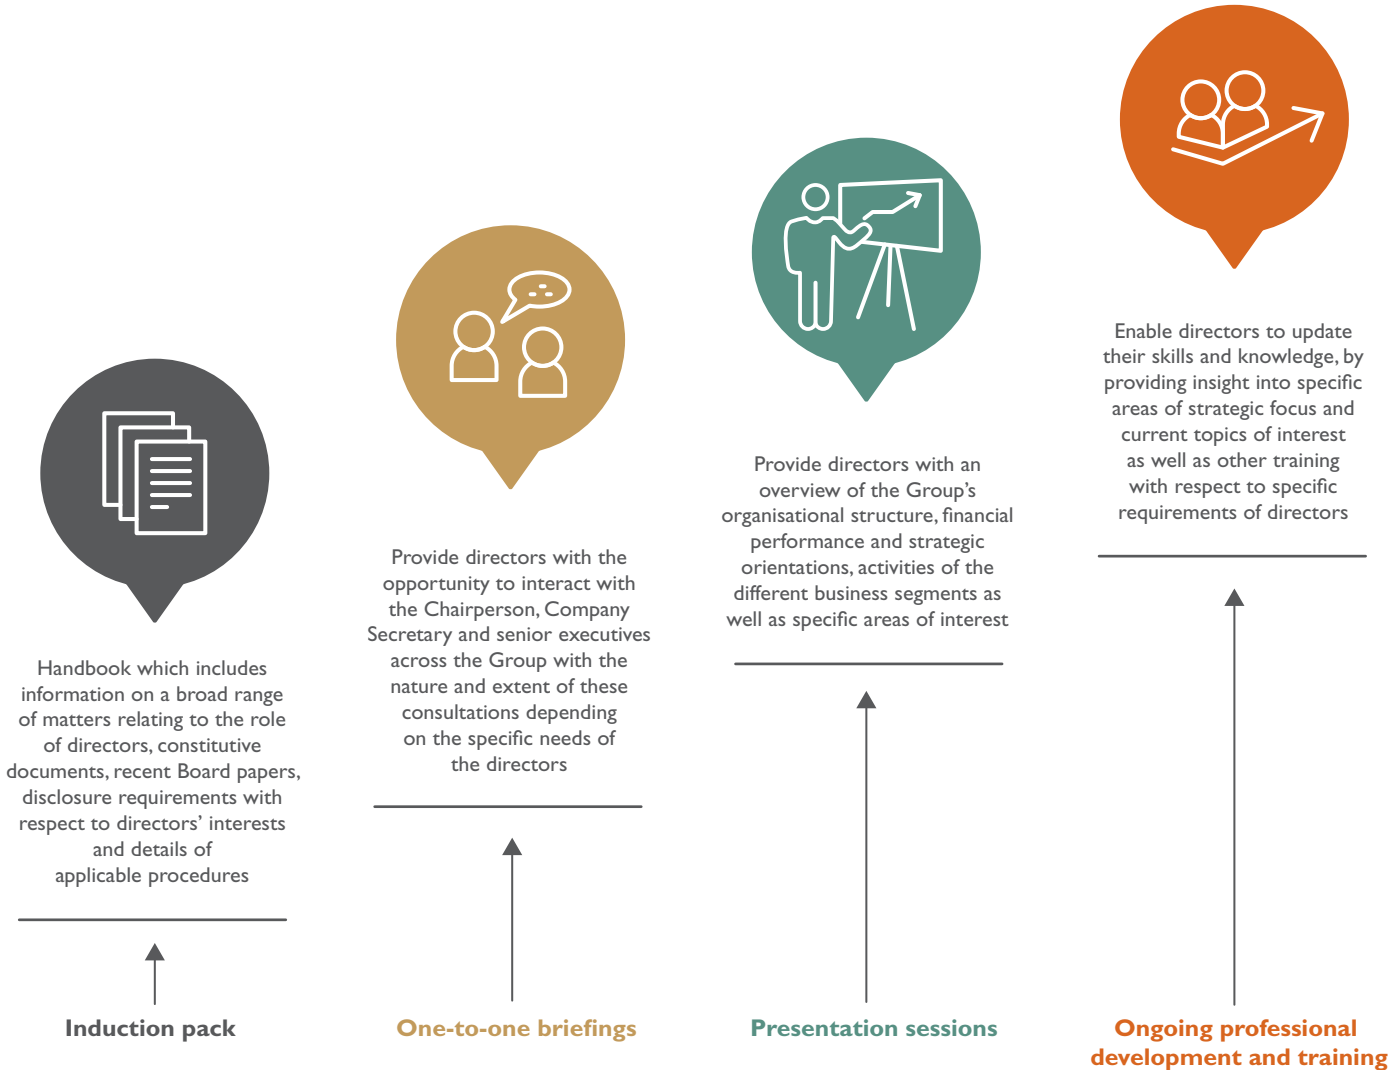 Handbook which includes
information on a broad range
of matters relating to the role
of directors, constitutive
documents, recent Board papers,
disclosure requirements with
respect to directors’ interests
and details of
applicable procedures
Induction pack
Provide directors with the
opportunity to interact with
the Chairperson, Company
Secretary and senior executives
across the Group with the
nature and extent of these
consultations depending
on the specific needs of
the directors
One-to-one briefings
Provide directors with an
overview of the Group’s
organisational structure, financial
performance and strategic
orientations, activities of the
different business segments as
well as specific areas of interest
Presentation sessions
Enable directors to update
their skills and knowledge, by
providing insight into specific
areas of strategic focus and
current topics of interest
as well as other training
with respect to specific
requirements of directors
Ongoing professional
development and training